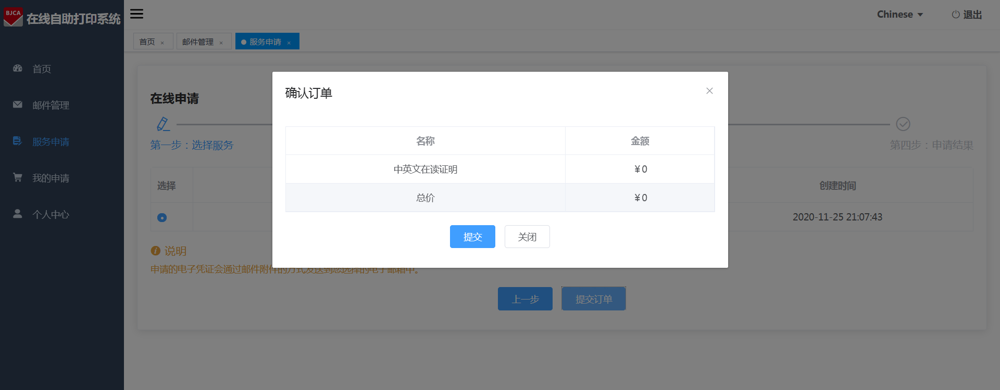 BJCA
在线自助打印系统
Chinese
退出
首页 × 邮件管理 × 服务申请 ×
首页
邮件管理
服务申请
我的申请
个人中心
在线申请
第一步：选择服务
第四步：申请结果
选择
创建时间
2020-11-25 21:07:43
确认订单
名称 金额
中英文在读证明 ¥ 0
总价 ¥ 0
提交 关闭
说明
申请的电子凭证会通过邮件附件的方式发送到您选择的电子邮箱中。
上一步 提交订单